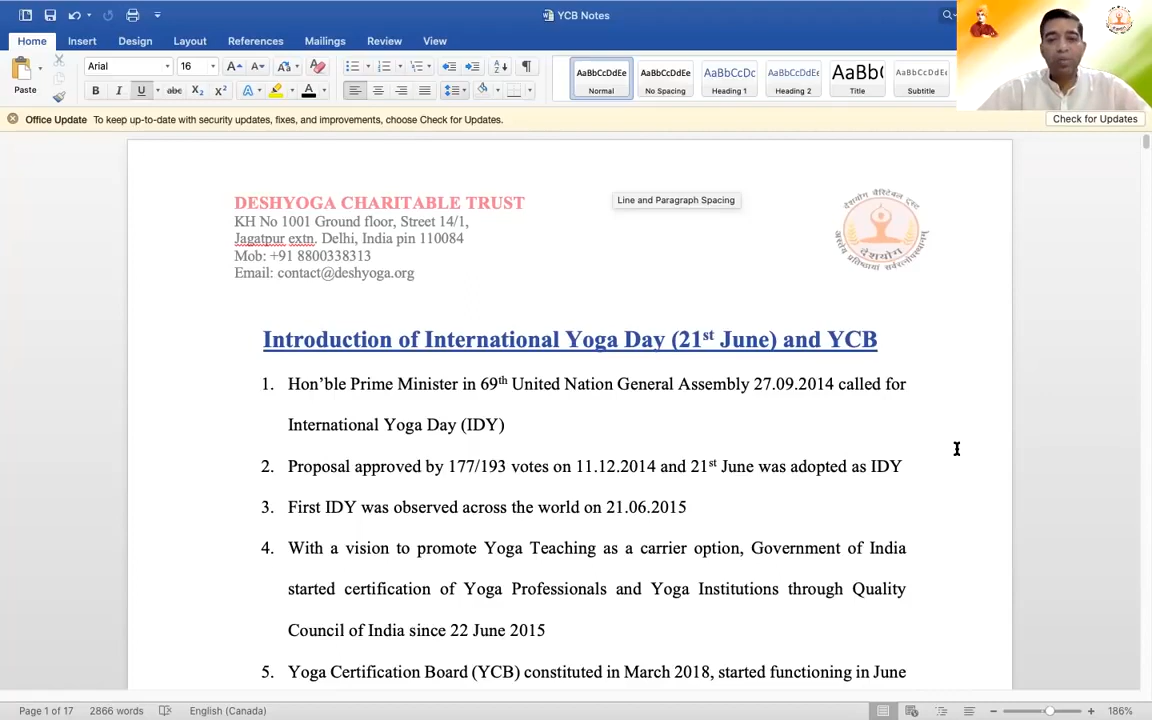 YCB Notes
Home Insert Design Layout References Mailings Review View
Paste Arial 16
B I U abc X₂ X² A A
AaBbCcDdEe AaBbCcDdEe AaBbCcDc AaBbCcDdEe AaBb( AaBbCcDdEe
Normal No Spacing Heading 1 Heading 2 Title Subtitle
Office Update To keep up-to-date with security updates, fixes, and improvements, choose Check for Updates. Check for Updates
DESHYOGA CHARITABLE TRUST
KH No 1001 Ground floor, Street 14/1,
Jagatpur extn. Delhi, India pin 110084
Mob: +91 8800338313
Email: contact@deshyoga.org
Line and Paragraph Spacing
देशयोग चैरिटेबल ट्रस्ट
देशयोग
Introduction of International Yoga Day (21st June) and YCB
1. Hon’ble Prime Minister in 69th United Nation General Assembly 27.09.2014 called for
International Yoga Day (IDY)
2. Proposal approved by 177/193 votes on 11.12.2014 and 21st June was adopted as IDY
3. First IDY was observed across the world on 21.06.2015
4. With a vision to promote Yoga Teaching as a carrier option, Government of India
started certification of Yoga Professionals and Yoga Institutions through Quality
Council of India since 22 June 2015
5. Yoga Certification Board (YCB) constituted in March 2018, started functioning in June
Page 1 of 17 2866 words English (Canada) 186%